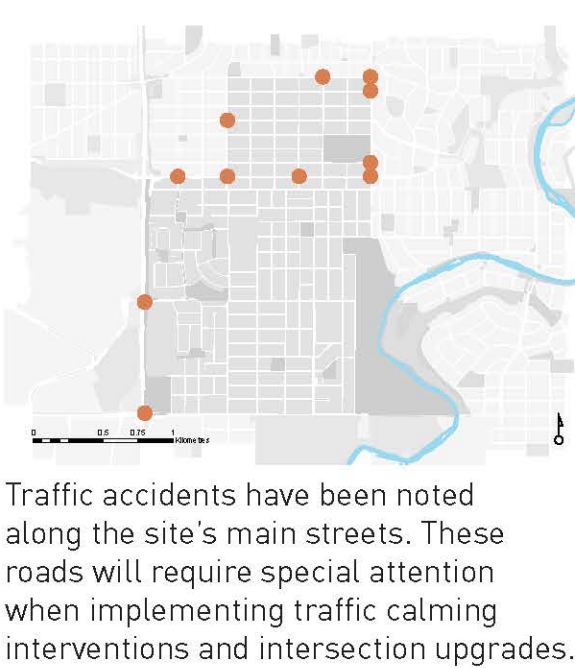 0 0.5 0.75 1
Kilometers
Traffic accidents have been noted
along the site's main streets. These
roads will require special attention
when implementing traffic calming
interventions and intersection upgrades.